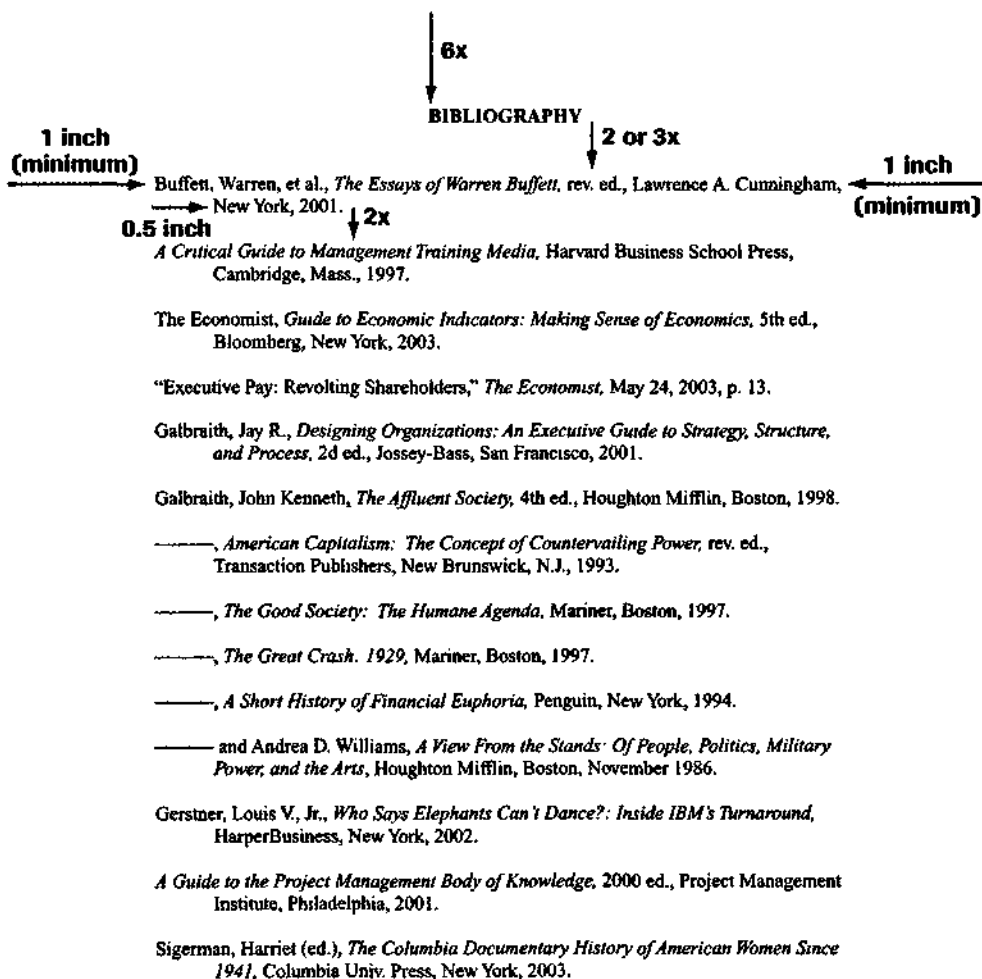 6x
BIBLIOGRAPHY
2 or 3x
1 inch
(minimum)
1 inch
(minimum)
Buffett, Warren, et al., The Essays of Warren Buffett, rev. ed., Lawrence A. Cunningham,
New York, 2001.
2x
0.5 inch
A Critical Guide to Management Training Media, Harvard Business School Press,
Cambridge, Mass., 1997.
The Economist, Guide to Economic Indicators: Making Sense of Economics, 5th ed.,
Bloomberg, New York, 2003.
“Executive Pay: Revolting Shareholders,” The Economist, May 24, 2003, p. 13.
Galbraith, Jay R., Designing Organizations: An Executive Guide to Strategy, Structure,
and Process, 2d ed., Jossey-Bass, San Francisco, 2001.
Galbraith, John Kenneth, The Affluent Society, 4th ed., Houghton Mifflin, Boston, 1998.
———, American Capitalism: The Concept of Countervailing Power, rev. ed.,
Transaction Publishers, New Brunswick, N.J., 1993.
———, The Good Society: The Humane Agenda, Mariner, Boston, 1997.
———, The Great Crash. 1929, Mariner, Boston, 1997.
———, A Short History of Financial Euphoria, Penguin, New York, 1994.
——— and Andrea D. Williams, A View From the Stands: Of People, Politics, Military
Power, and the Arts, Houghton Mifflin, Boston, November 1986.
Gerstner, Louis V., Jr., Who Says Elephants Can't Dance?: Inside IBM's Turnaround,
HarperBusiness, New York, 2002.
A Guide to the Project Management Body of Knowledge, 2000 ed., Project Management
Institute, Philadelphia, 2001.
Sigerman, Harriet (ed.), The Columbia Documentary History of American Women Since
1941, Columbia Univ. Press, New York, 2003.